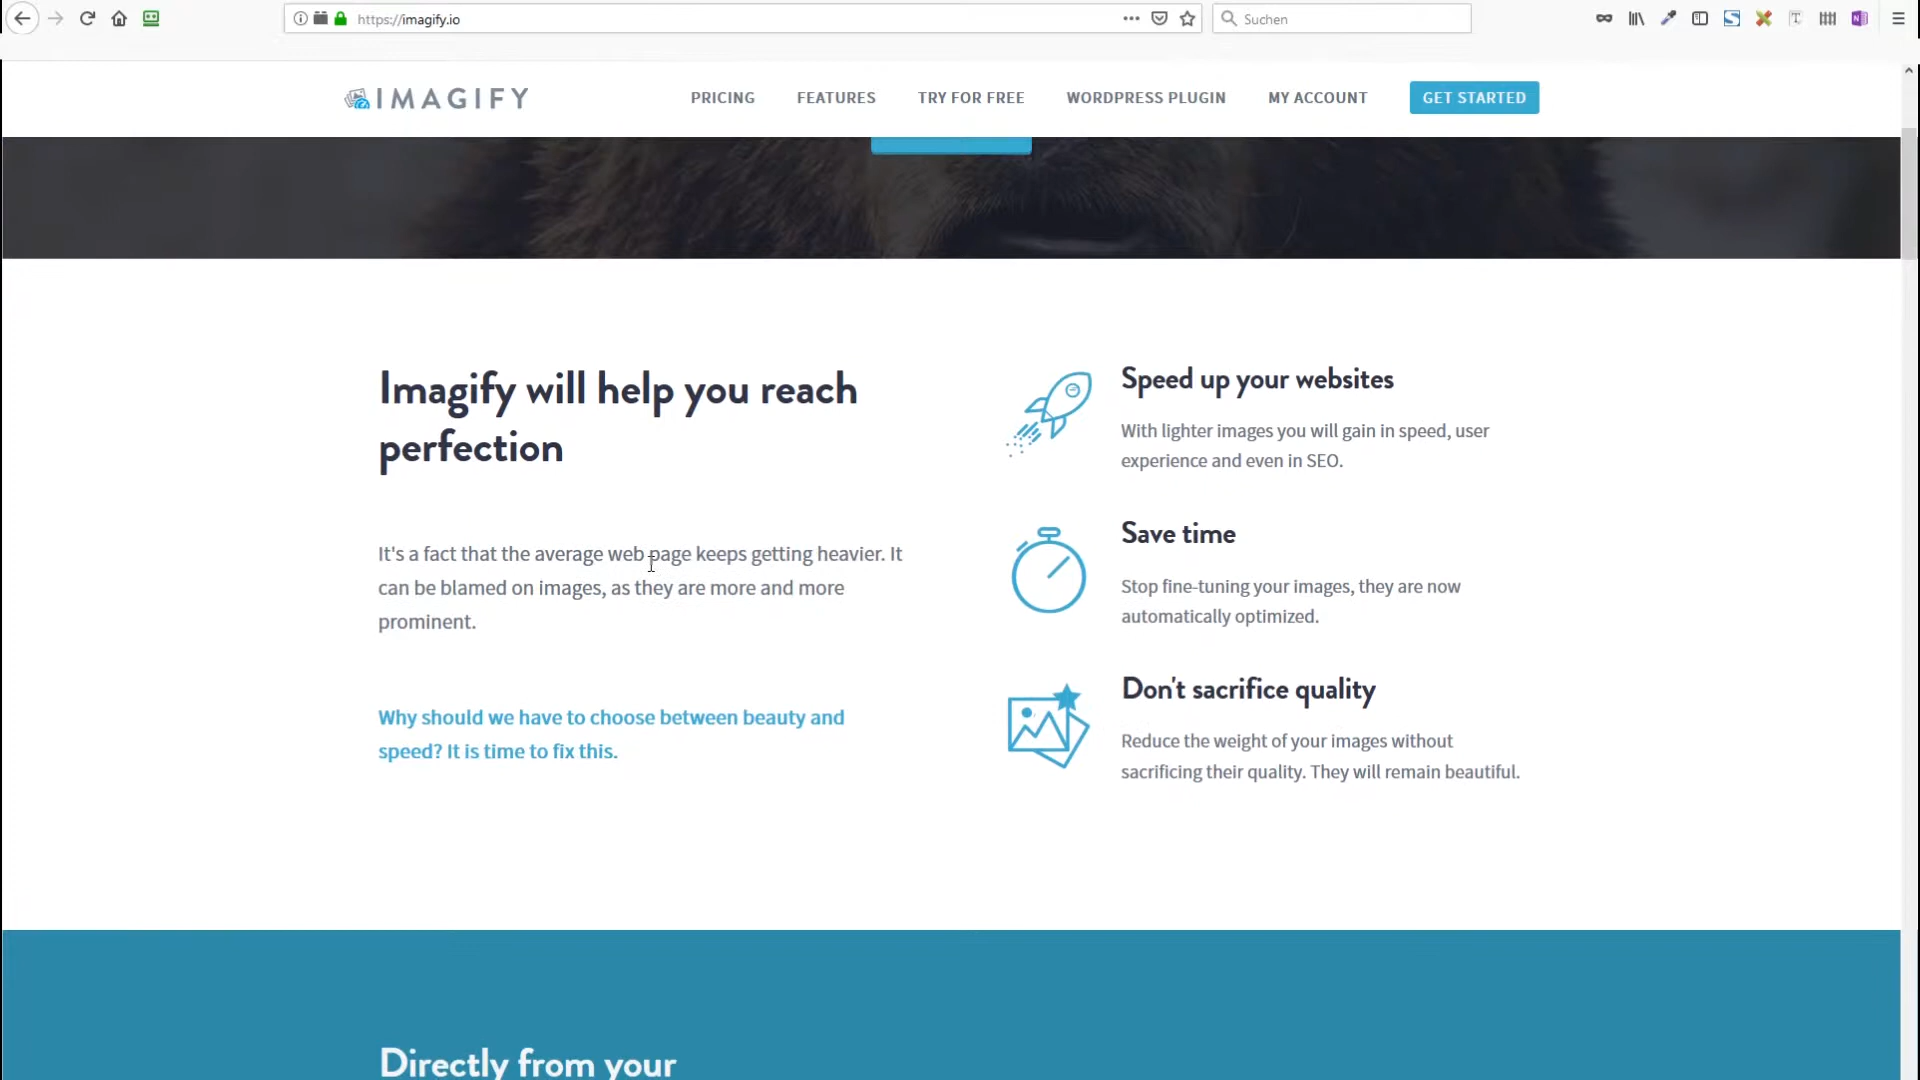 https://imagify.io
Suchen
IMAGIFY
PRICING
FEATURES
TRY FOR FREE
WORDPRESS PLUGIN
MY ACCOUNT
GET STARTED
Imagify will help you reach
perfection
It's a fact that the average web page keeps getting heavier. It
can be blamed on images, as they are more and more
prominent.
Why should we have to choose between beauty and
speed? It is time to fix this.
Speed up your websites
With lighter images you will gain in speed, user
experience and even in SEO.
Save time
Stop fine-tuning your images, they are now
automatically optimized.
Don't sacrifice quality
Reduce the weight of your images without
sacrificing their quality. They will remain beautiful.
Directly from your